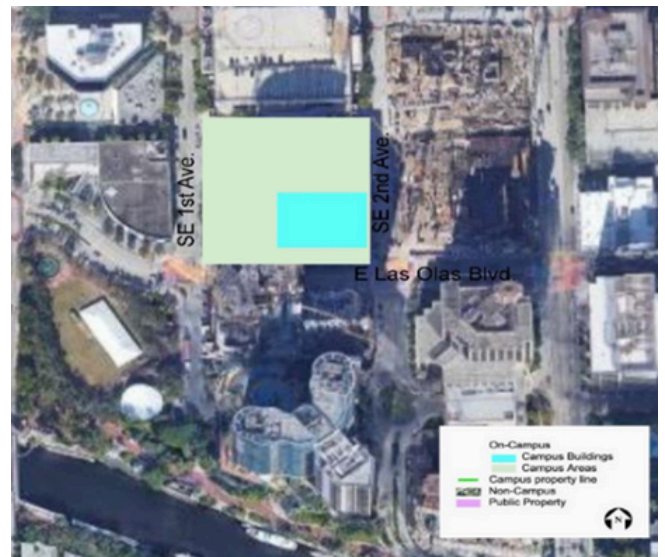 SE 1st Ave.
SE 2nd Ave.
E Las Olas Blvd
On-Campus
Campus Buildings
Campus Areas
Campus property line
Non-Campus
Public Property
N